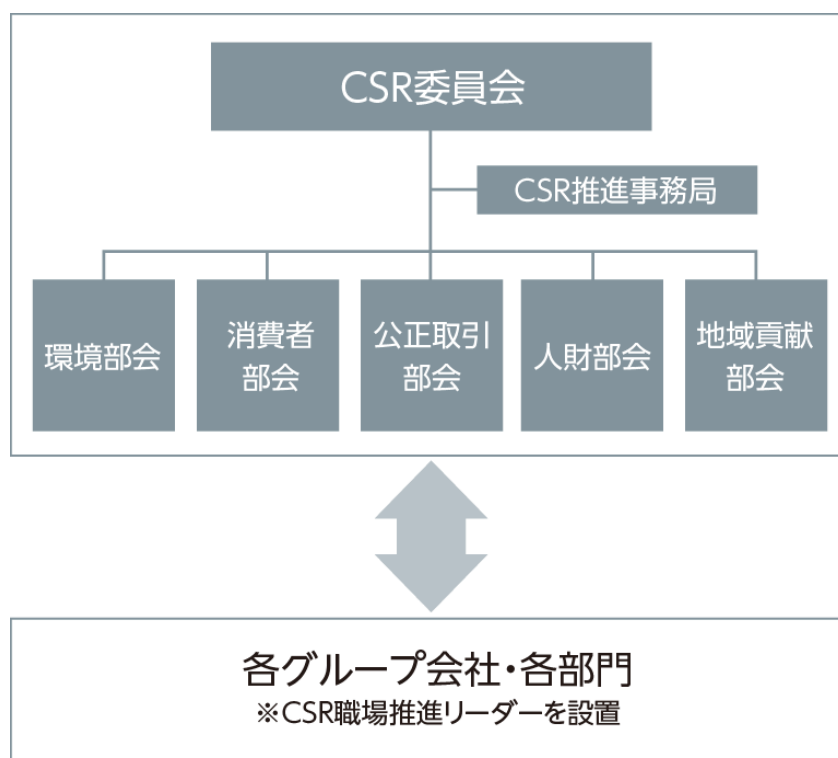 CSR委員会
CSR推進事務局
環境部会
消費者
部会
公正取引
部会
人財部会
地域貢献
部会
各グループ会社・各部門
※CSR職場推進リーダーを設置